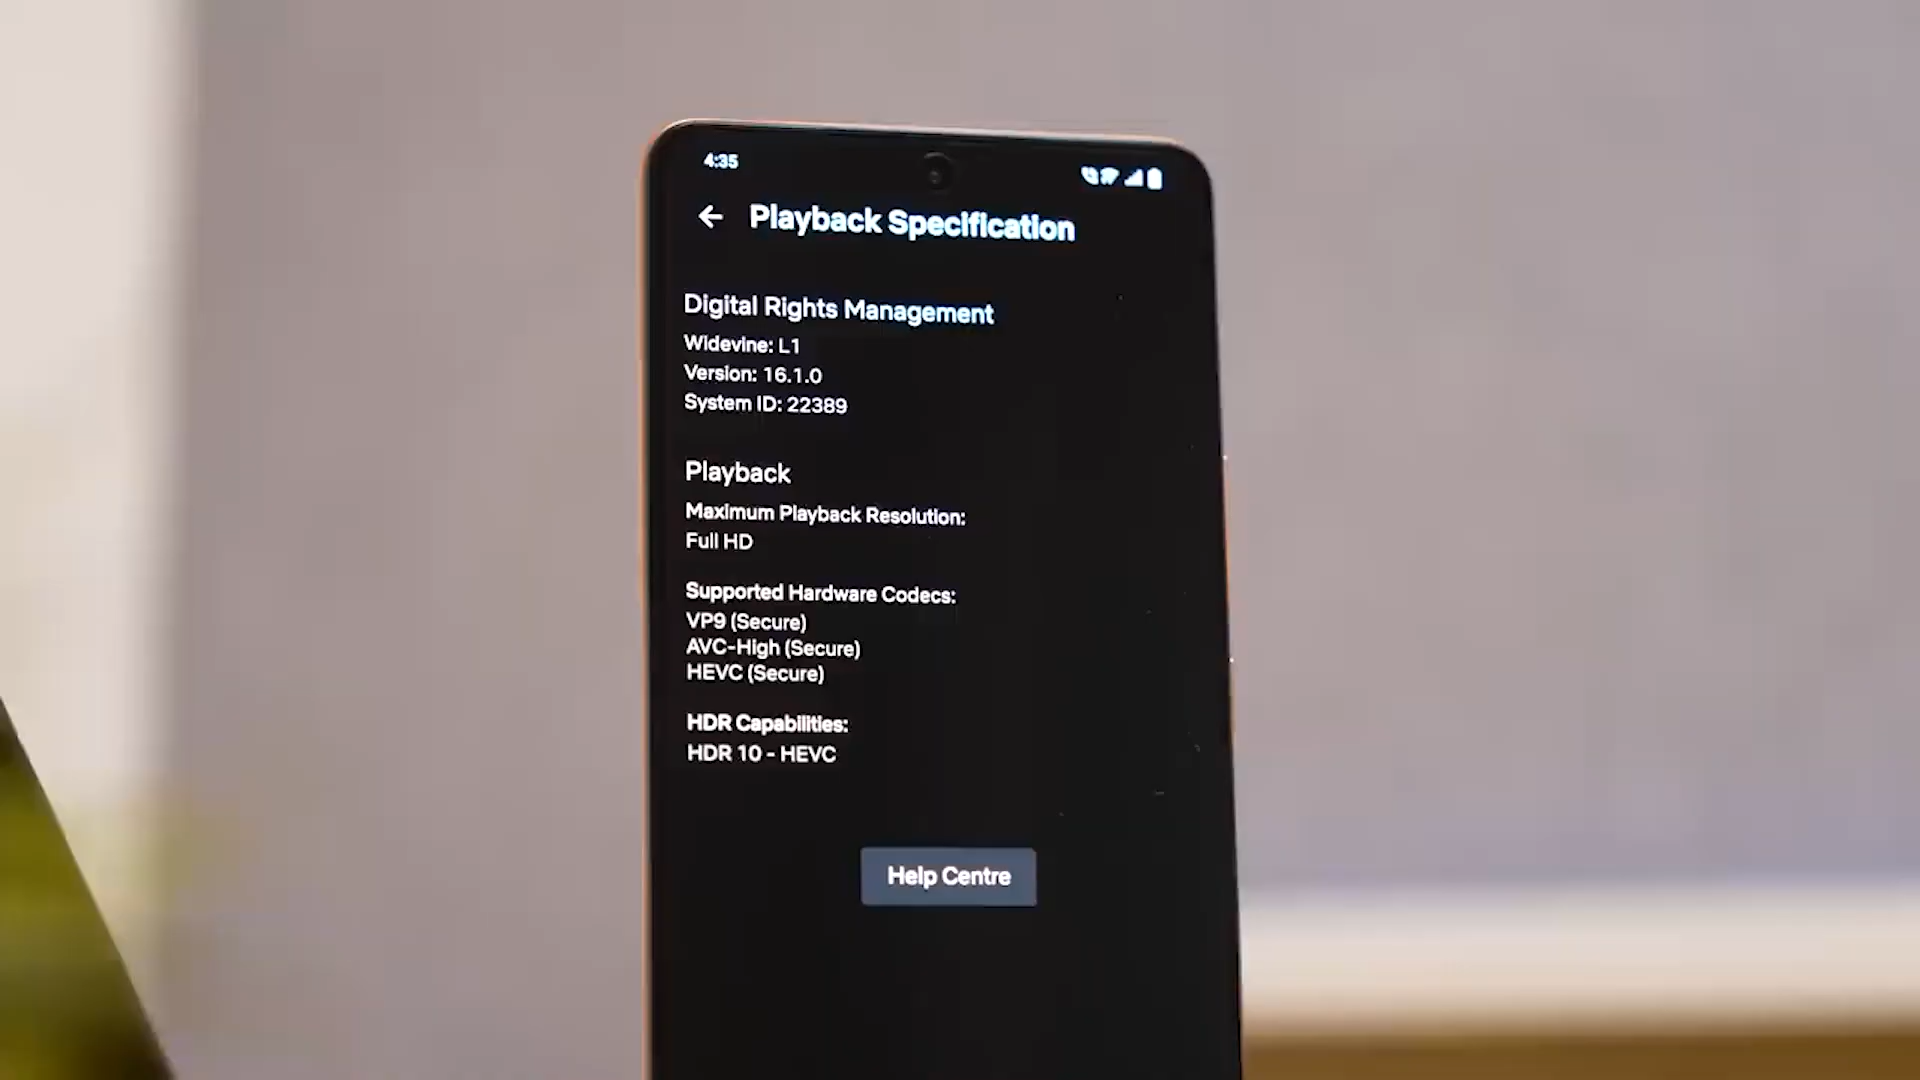 4:35
Playback Specification
Digital Rights Management
Widevine: L1
Version: 16.1.0
System ID: 22389
Playback
Maximum Playback Resolution:
Full HD
Supported Hardware Codecs:
VP9 (Secure)
AVC-High (Secure)
HEVC (Secure)
HDR Capabilities:
HDR 10 - HEVC
Help Centre